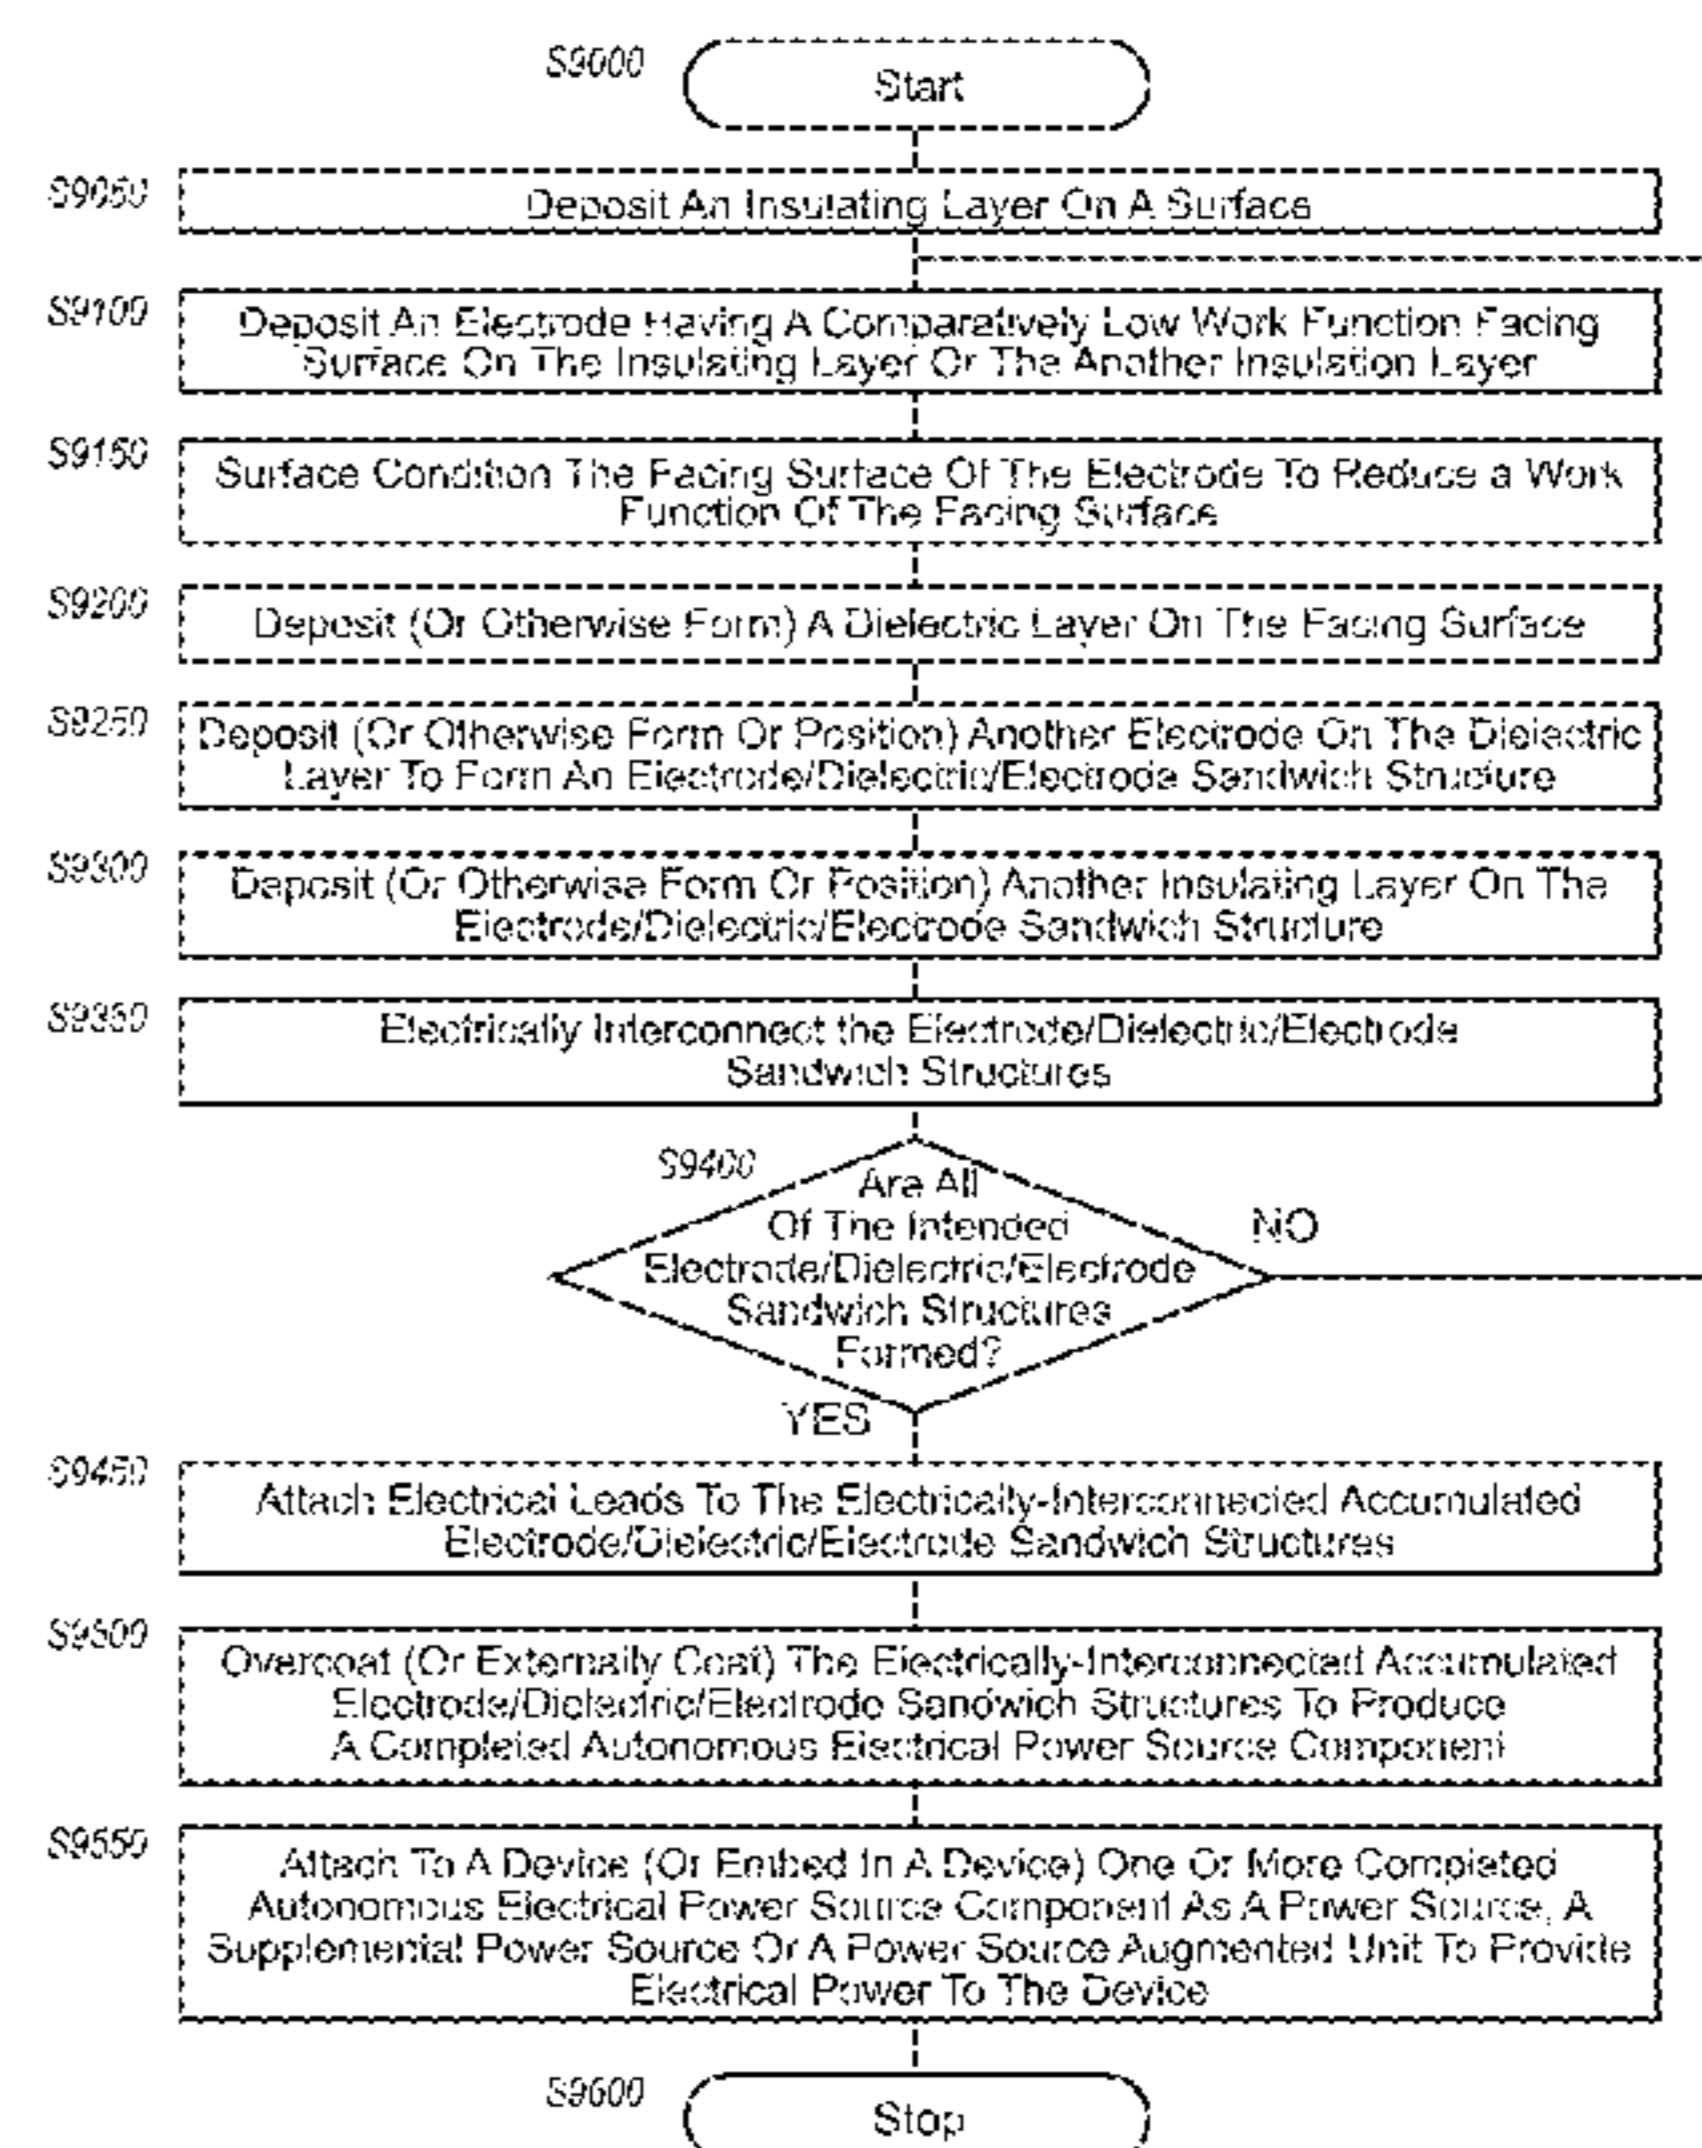 S9000
Start
S9050
Deposit An Insulating Layer On A Surface
S9100
Deposit An Electrode Having A Comparatively Low Work Function Facing
Surface On The Insulating Layer Or The Another Insulation Layer
S9150
Surface Condition The Facing Surface Of The Electrode To Reduce a Work
Function Of The Facing Surface
S9200
Deposit (Or Otherwise Form) A Dielectric Layer On The Facing Surface
S9250
Deposit (Or Otherwise Form Or Position) Another Electrode On The Dielectric
Layer To Form An Electrode/Dielectric/Electrode Sandwich Structure
S9300
Deposit (Or Otherwise Form Or Position) Another Insulating Layer On The
Electrode/Dielectric/Electrode Sandwich Structure
S9350
Electrically Interconnect the Electrode/Dielectric/Electrode
Sandwich Structures
S9400
Are All
Of The Intended
Electrode/Dielectric/Electrode
Sandwich Structures
Formed?
NO
YES
S9450
Attach Electrical Leads To The Electrically-Interconnected Accumulated
Electrode/Dielectric/Electrode Sandwich Structures
S9500
Overcoat (Or Externally Coat) The Electrically-Interconnected Accumulated
Electrode/Dielectric/Electrode Sandwich Structures To Produce
A Completed Autonomous Electrical Power Source Component
S9550
Attach To A Device (Or Embed In A Device) One Or More Completed
Autonomous Electrical Power Source Component As A Power Source, A
Supplemental Power Source Or A Power Source Augmented Unit To Provide
Electrical Power To The Device
S9600
Stop